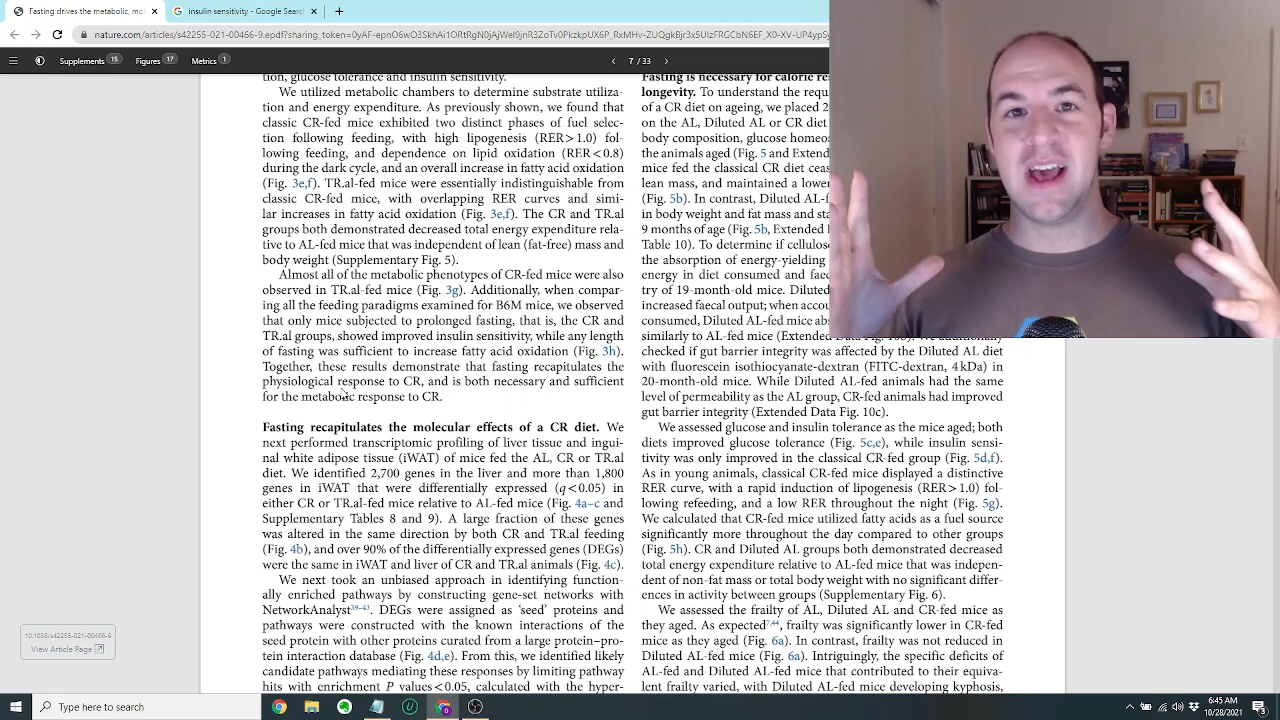 Fasting drives the metabolic, mol
insulin sensitivity - Google Search
nature.com/articles/s42255-021-00466-9.epdf?sharing_token=
Supplements 15
Figures 17
Metrics 1
7 / 33
tion, glucose tolerance and insulin sensitivity.
We utilized metabolic chambers to determine substrate utiliza-
tion and energy expenditure. As previously shown, we found that
classic CR-fed mice exhibited two distinct phases of fuel selec-
tion following feeding, with high lipogenesis (RER > 1.0) fol-
lowing feeding, and dependence on lipid oxidation (RER < 0.8)
during the dark cycle, and an overall increase in fatty acid oxidation
(Fig. 3e,f). TR.al-fed mice were essentially indistinguishable from
classic CR-fed mice, with overlapping RER curves and simi-
lar increases in fatty acid oxidation (Fig. 3e,f). The CR and TR.al
groups both demonstrated decreased total energy expenditure rela-
tive to AL-fed mice that was independent of lean (fat-free) mass and
body weight (Supplementary Fig. 5).
Almost all of the metabolic phenotypes of CR-fed mice were also
observed in TR.al-fed mice (Fig. 3g). Additionally, when compar-
ing all the feeding paradigms examined for B6M mice, we observed
that only mice subjected to prolonged fasting, that is, the CR and
TR.al groups, showed improved insulin sensitivity, while any length
of fasting was sufficient to increase fatty acid oxidation (Fig. 3h).
Together, these results demonstrate that fasting recapitulates the
physiological response to CR, and is both necessary and sufficient
for the metabolic response to CR.
Fasting recapitulates the molecular effects of a CR diet. We
next performed transcriptomic profiling of liver tissue and ingui-
nal white adipose tissue (iWAT) of mice fed the AL, CR or TR.al
diet. We identified 2,700 genes in the liver and more than 1,800
genes in iWAT that were differentially expressed (q < 0.05) in
either CR or TR.al-fed mice relative to AL-fed mice (Fig. 4a–c and
Supplementary Tables 8 and 9). A large fraction of these genes
was altered in the same direction by both CR and TR.al feeding
(Fig. 4b), and over 90% of the differentially expressed genes (DEGs)
were the same in iWAT and liver of CR and TR.al animals (Fig. 4c).
We next took an unbiased approach in identifying function-
ally enriched pathways by constructing gene-set networks with
NetworkAnalyst39–43. DEGs were assigned as 'seed' proteins and
pathways were constructed with the known interactions of the
seed protein with other proteins curated from a large protein–pro-
tein interaction database (Fig. 4d,e). From this, we identified likely
candidate pathways mediating these responses by limiting pathway
hits with enrichment P values < 0.05, calculated with the hyper-
Fasting is necessary for calorie res
longevity. To understand the requ
of a CR diet on ageing, we placed 2
on the AL, Diluted AL or CR diet
body composition, glucose homeos
the animals aged (Fig. 5 and Extend
mice fed the classical CR diet ceas
lean mass, and maintained a lower
(Fig. 5b). In contrast, Diluted AL-f
in body weight and fat mass and sta
9 months of age (Fig. 5b, Extended
Table 10). To determine if cellulose
the absorption of energy-yielding
energy in diet consumed and faec
try of 19-month-old mice. Diluted
increased faecal output; when accou
consumed, Diluted AL-fed mice abs
similarly to AL-fed mice (Extended Data Fig. 10b). We additionally
checked if gut barrier integrity was affected by the Diluted AL diet
with fluorescein isothiocyanate-dextran (FITC-dextran, 4 kDa) in
20-month-old mice. While Diluted AL-fed animals had the same
level of permeability as the AL group, CR-fed animals had improved
gut barrier integrity (Extended Data Fig. 10c).
We assessed glucose and insulin tolerance as the mice aged; both
diets improved glucose tolerance (Fig. 5c,e), while insulin sensi-
tivity was only improved in the classical CR-fed group (Fig. 5d,f).
As in young animals, classical CR-fed mice displayed a distinctive
RER curve, with a rapid induction of lipogenesis (RER > 1.0) fol-
lowing refeeding, and a low RER throughout the night (Fig. 5g).
We calculated that CR-fed mice utilized fatty acids as a fuel source
significantly more throughout the day compared to other groups
(Fig. 5h). CR and Diluted AL groups both demonstrated decreased
total energy expenditure relative to AL-fed mice that was indepen-
dent of non-fat mass or total body weight with no significant differ-
ences in activity between groups (Supplementary Fig. 6).
We assessed the frailty of AL, Diluted AL and CR-fed mice as
they aged. As expected7,44, frailty was significantly lower in CR-fed
mice as they aged (Fig. 6a). In contrast, frailty was not reduced in
Diluted AL-fed mice (Fig. 6a). Intriguingly, the specific deficits of
AL-fed and Diluted AL-fed mice that contributed to their equiva-
lent frailty varied, with Diluted AL-fed mice developing kyphosis,
10.1038/s42255-021-00466-9
View Article Page
Type here to search
6:45 AM
10/28/2021